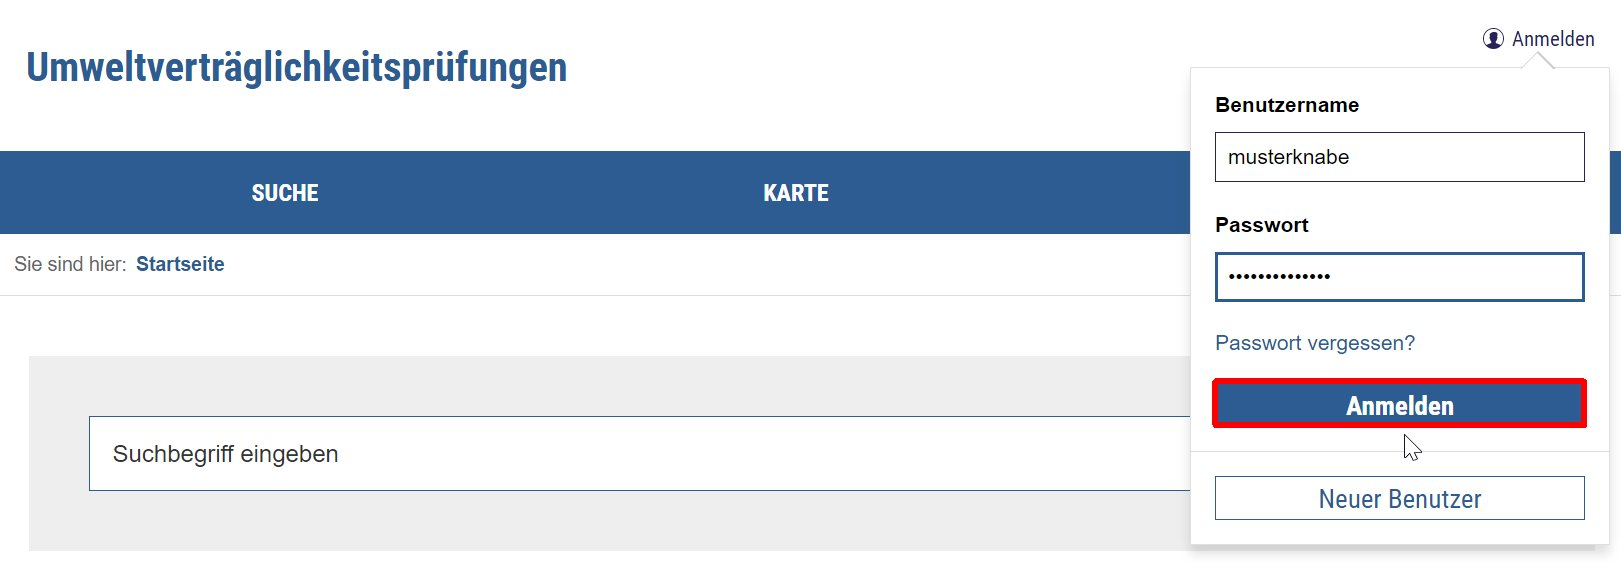 Anmelden
Umweltverträglichkeitsprüfungen
SUCHE KARTE
Sie sind hier: Startseite
Suchbegriff eingeben
Benutzername
musterknabe
Passwort
••••••••••••••
Passwort vergessen?
Anmelden
Neuer Benutzer